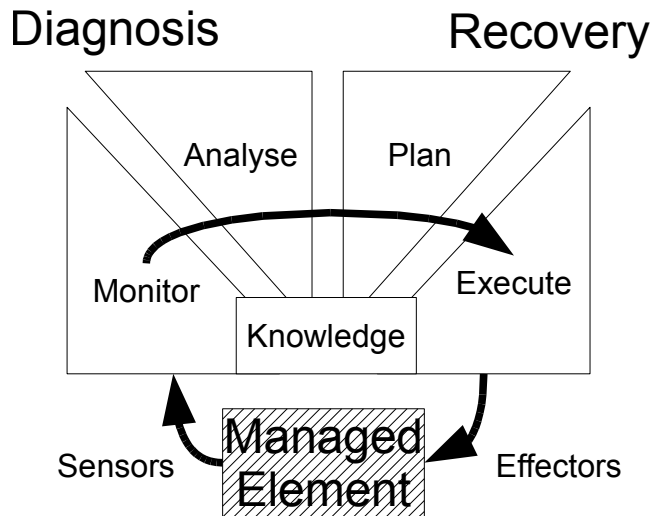 Diagnosis
Recovery
Analyse
Plan
Monitor
Execute
Knowledge
Sensors
Managed
Element
Effectors